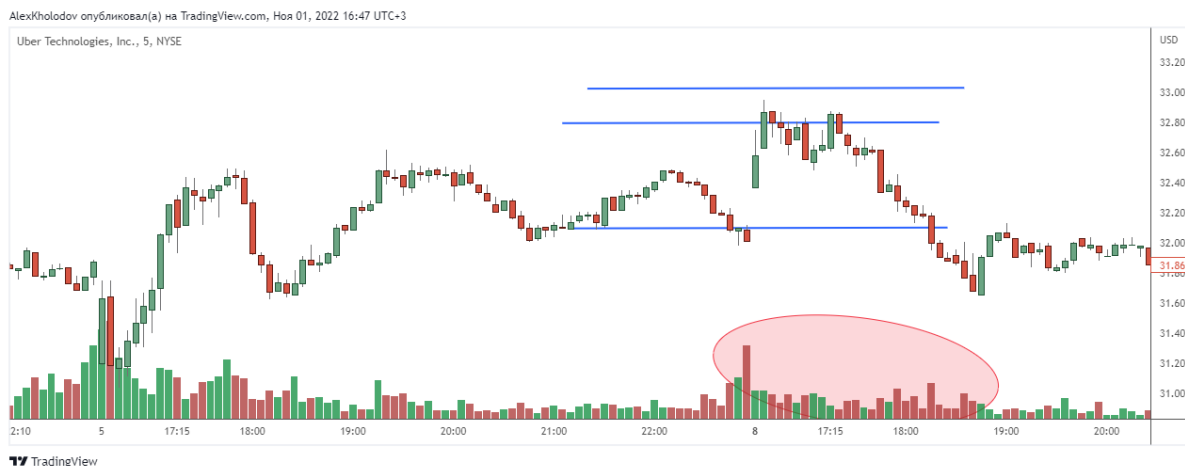 AlexKholodov опубликовал(а) на TradingView.com, Ноя 01, 2022 16:47 UTC+3
Uber Technologies, Inc., 5, NYSE
USD
33.20
33.00
32.80
32.60
32.40
32.20
32.00
31.86
31.80
31.60
31.40
31.20
31.00
2:10 5 17:15 18:00 19:00 20:00 21:00 22:00 8 17:15 18:00 19:00 20:00
TradingView